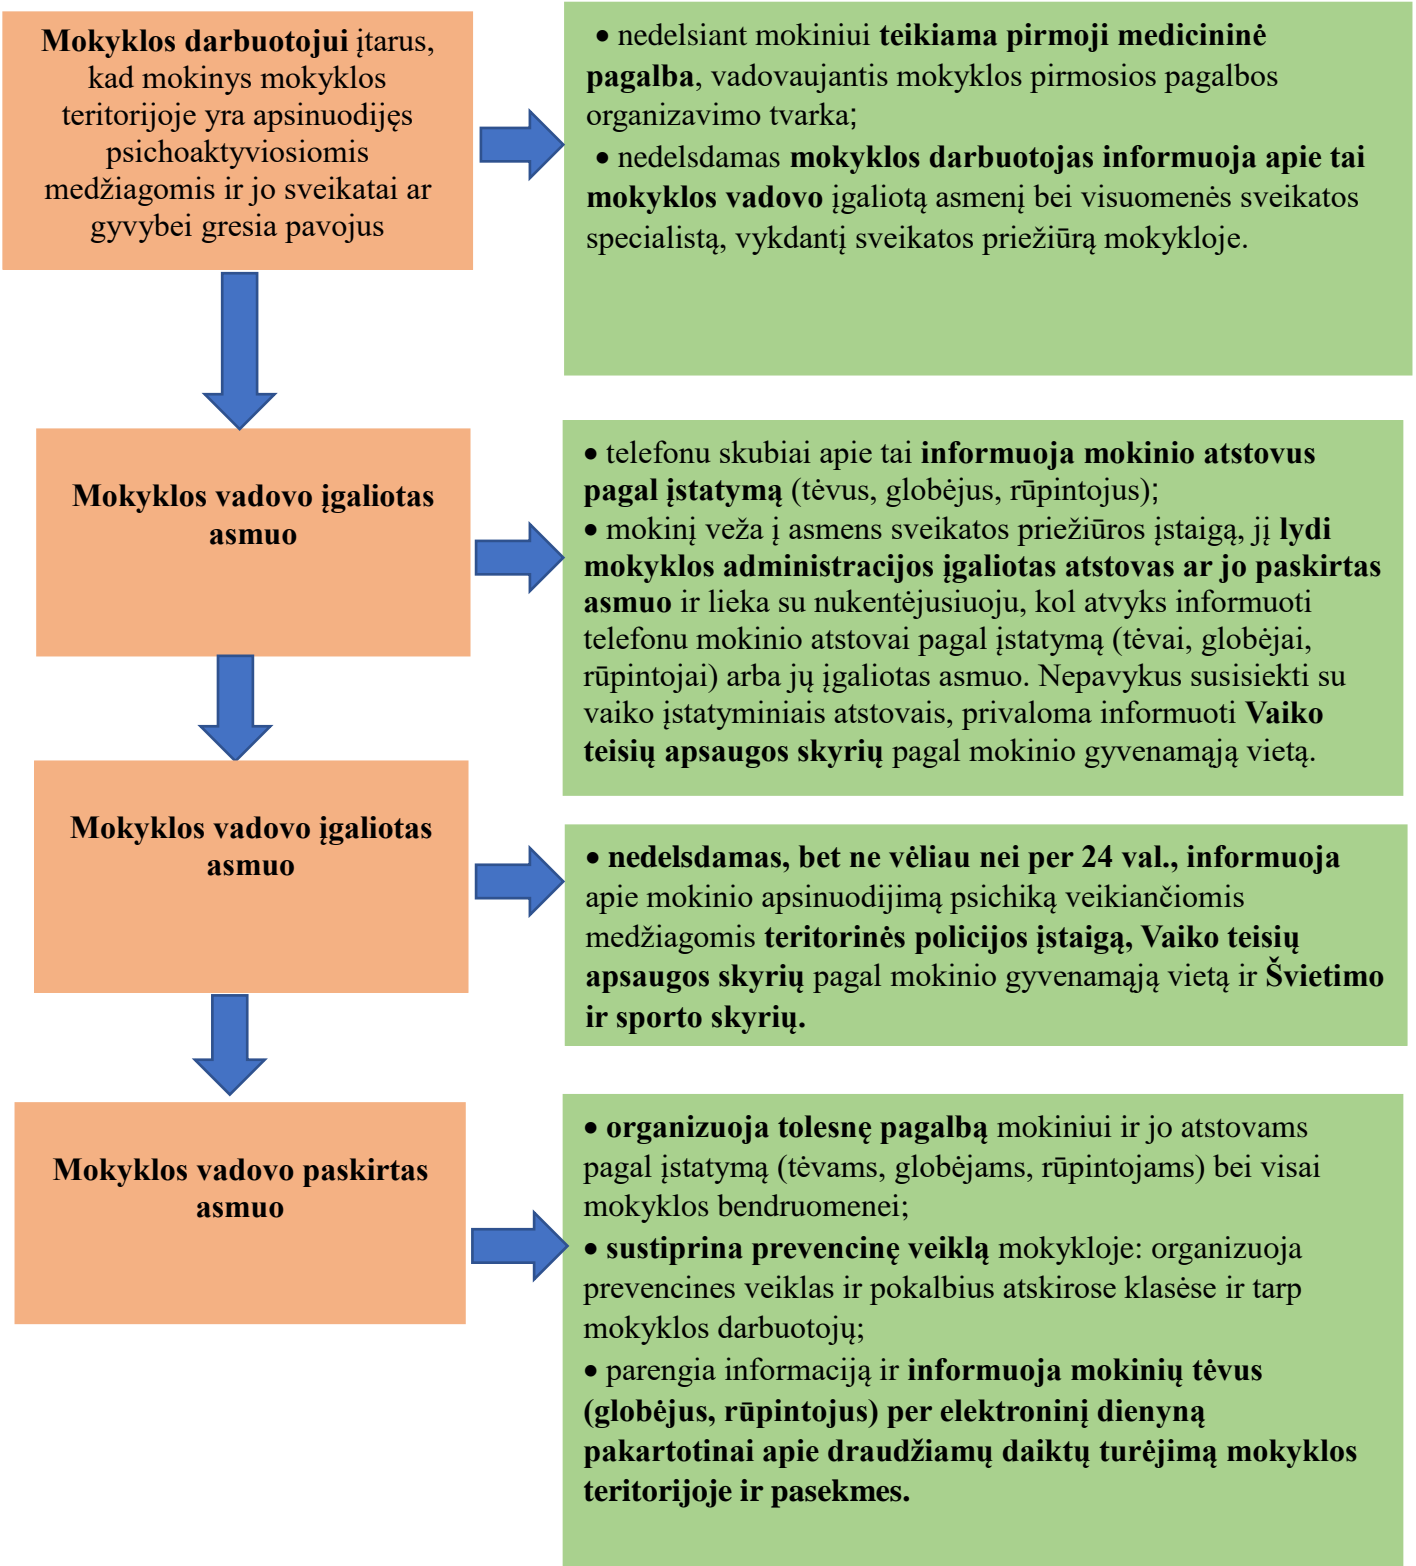 Mokyklos darbuotojui įtarus,
kad mokinys mokyklos
teritorijoje yra apsinuodijęs
psichoaktyviosiomis
medžiagomis ir jo sveikatai ar
gyvybei gresia pavojus
• nedelsiant mokiniui teikiama pirmoji medicininė
pagalba, vadovaujantis mokyklos pirmosios pagalbos
organizavimo tvarka;
• nedelsdamas mokyklos darbuotojas informuoja apie tai
mokyklos vadovo įgaliotą asmenį bei visuomenės sveikatos
specialistą, vykdantį sveikatos priežiūrą mokykloje.
Mokyklos vadovo įgaliotas
asmuo
• telefonu skubiai apie tai informuoja mokinio atstovus
pagal įstatymą (tėvus, globėjus, rūpintojus);
• mokinį veža į asmens sveikatos priežiūros įstaigą, jį lydi
mokyklos administracijos įgaliotas atstovas ar jo paskirtas
asmuo ir lieka su nukentėjusiuoju, kol atvyks informuoti
telefonu mokinio atstovai pagal įstatymą (tėvai, globėjai,
rūpintojai) arba jų įgaliotas asmuo. Nepavykus susisiekti su
vaiko įstatyminiais atstovais, privaloma informuoti Vaiko
teisių apsaugos skyrių pagal mokinio gyvenamąją vietą.
Mokyklos vadovo įgaliotas
asmuo
• nedelsdamas, bet ne vėliau nei per 24 val., informuoja
apie mokinio apsinuodijimą psichiką veikiančiomis
medžiagomis teritorinės policijos įstaigą, Vaiko teisių
apsaugos skyrių pagal mokinio gyvenamąją vietą ir Švietimo
ir sporto skyrių.
Mokyklos vadovo paskirtas
asmuo
• organizuoja tolesnę pagalbą mokiniui ir jo atstovams
pagal įstatymą (tėvams, globėjams, rūpintojams) bei visai
mokyklos bendruomenei;
• sustiprina prevencinę veiklą mokykloje: organizuoja
prevencines veiklas ir pokalbius atskirose klasėse ir tarp
mokyklos darbuotojų;
• parengia informaciją ir informuoja mokinių tėvus
(globėjus, rūpintojus) per elektroninį dienyną
pakartotinai apie draudžiamų daiktų turėjimą mokyklos
teritorijoje ir pasekmes.